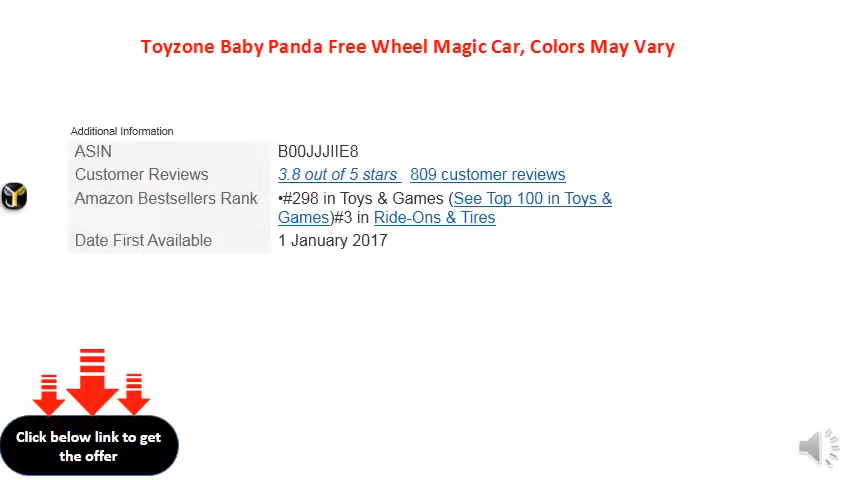 Toyzone Baby Panda Free Wheel Magic Car, Colors May Vary
Additional Information
ASIN B00JJJIIE8
Customer Reviews 3.8 out of 5 stars 809 customer reviews
Amazon Bestsellers Rank •#298 in Toys & Games (See Top 100 in Toys &
Games)#3 in Ride-Ons & Tires
Date First Available 1 January 2017
Click below link to get
the offer